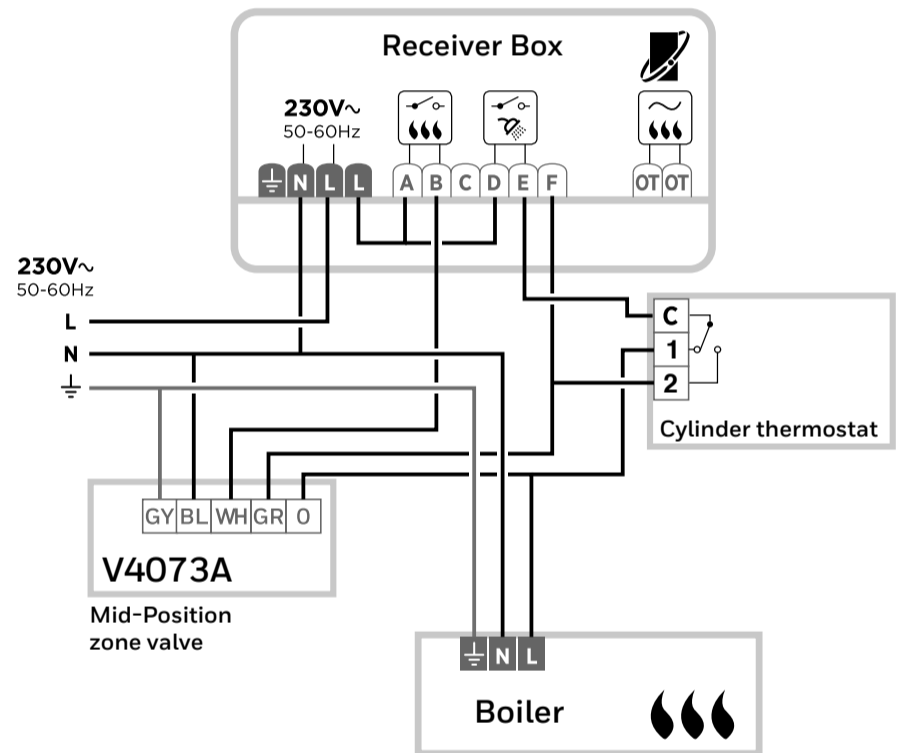 Receiver Box
230V~
50-60Hz
N L L A B C D E F OT OT
230V~
50-60Hz
L
N
C
1
2
Cylinder thermostat
GY BL WH GR O
V4073A
Mid-Position
zone valve
N L
Boiler